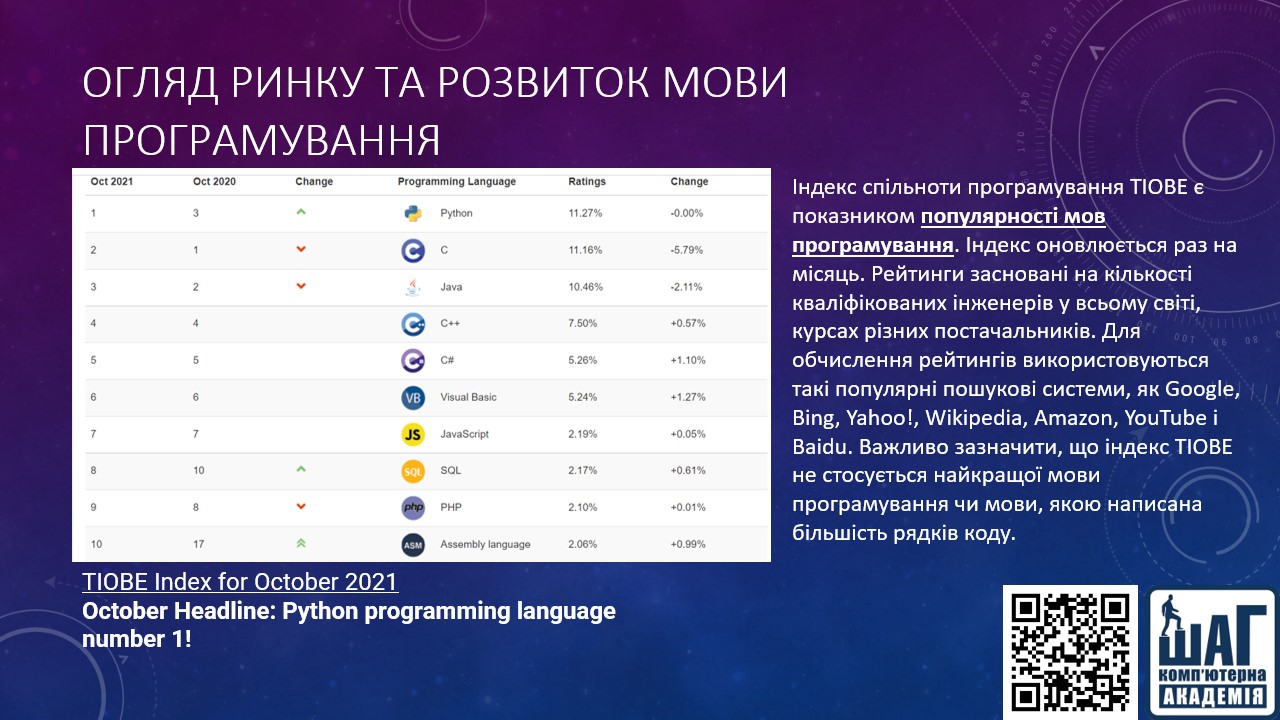 ОГЛЯД РИНКУ ТА РОЗВИТОК МОВИ
ПРОГРАМУВАННЯ
Oct 2021 Oct 2020 Change Programming Language Ratings Change
1 3 Python 11.27% -0.00%
2 1 C 11.16% -5.79%
3 2 Java 10.46% -2.11%
4 4 C++ 7.50% +0.57%
5 5 C# 5.26% +1.10%
6 6 VB Visual Basic 5.24% +1.27%
7 7 JS JavaScript 2.19% +0.05%
8 10 SQL SQL 2.17% +0.61%
9 8 php PHP 2.10% +0.01%
10 17 ASM Assembly language 2.06% +0.99%
TIOBE Index for October 2021
October Headline: Python programming language
number 1!
Індекс спільноти програмування TIOBE є
показником популярності мов
програмування. Індекс оновлюється раз на
місяць. Рейтинги засновані на кількості
кваліфікованих інженерів у всьому світі,
курсах різних постачальників. Для
обчислення рейтингів використовуються
такі популярні пошукові системи, як Google,
Bing, Yahoo!, Wikipedia, Amazon, YouTube і
Baidu. Важливо зазначити, що індекс TIOBE
не стосується найкращої мови
програмування чи мови, якою написана
більшість рядків коду.
ШАГ
комп'ютерна
АКАДЕМІЯ